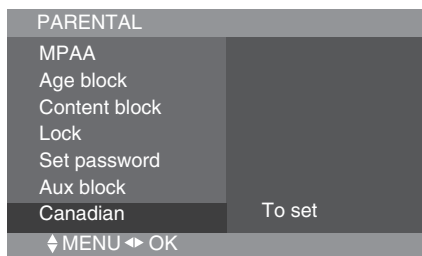 PARENTAL
MPAA
Age block
Content block
Lock
Set password
Aux block
Canadian To set
MENU OK